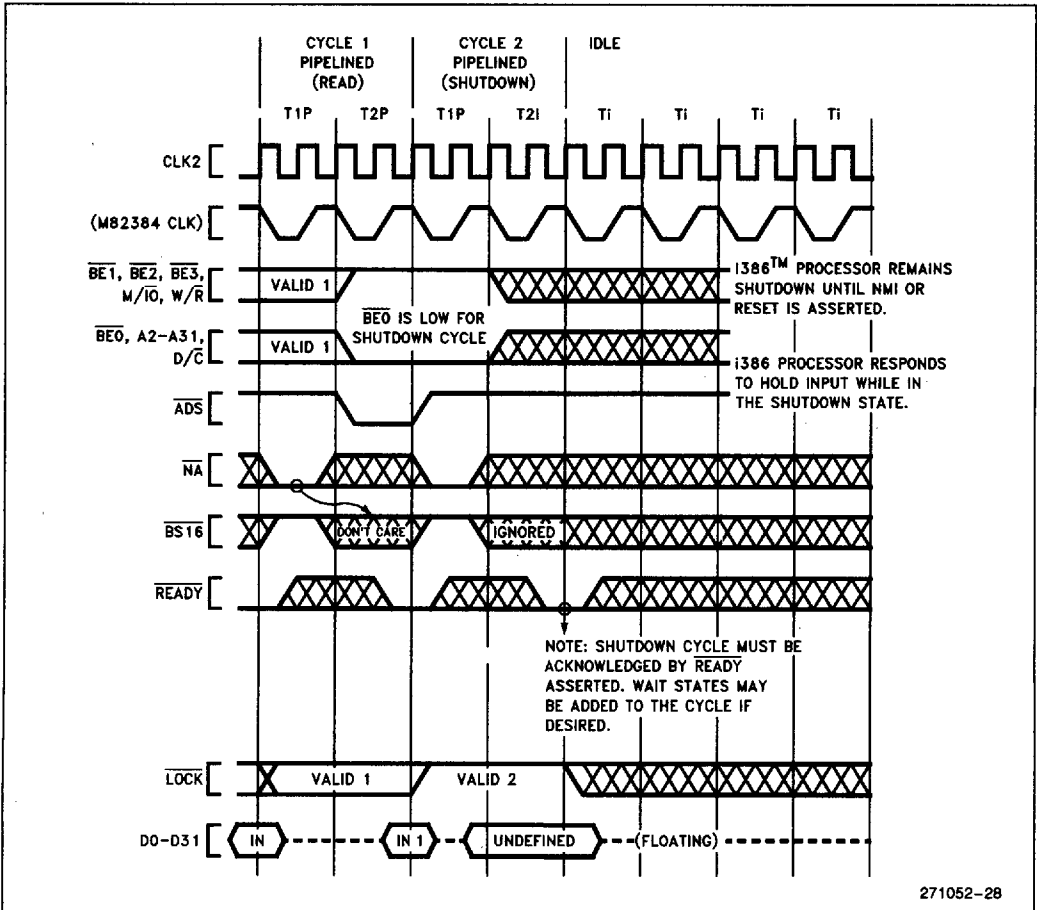 CYCLE 1
PIPELINED
(READ)
CYCLE 2
PIPELINED
(SHUTDOWN)
IDLE
T1P T2P T1P T2I Ti Ti Ti Ti
CLK2
(M82384 CLK)
BE1, BE2, BE3,
M/IO, W/R
VALID 1
i386™ PROCESSOR REMAINS
SHUTDOWN UNTIL NMI OR
RESET IS ASSERTED.
BE0 IS LOW FOR
SHUTDOWN CYCLE
BE0, A2-A31,
D/C
VALID 1
i386 PROCESSOR RESPONDS
TO HOLD INPUT WHILE IN
THE SHUTDOWN STATE.
ADS
NA
BS16
DON'T CARE
IGNORED
READY
NOTE: SHUTDOWN CYCLE MUST BE
ACKNOWLEDGED BY READY
ASSERTED. WAIT STATES MAY
BE ADDED TO THE CYCLE IF
DESIRED.
LOCK
VALID 1
VALID 2
D0-D31
IN
IN 1
UNDEFINED
(FLOATING)
271052-28